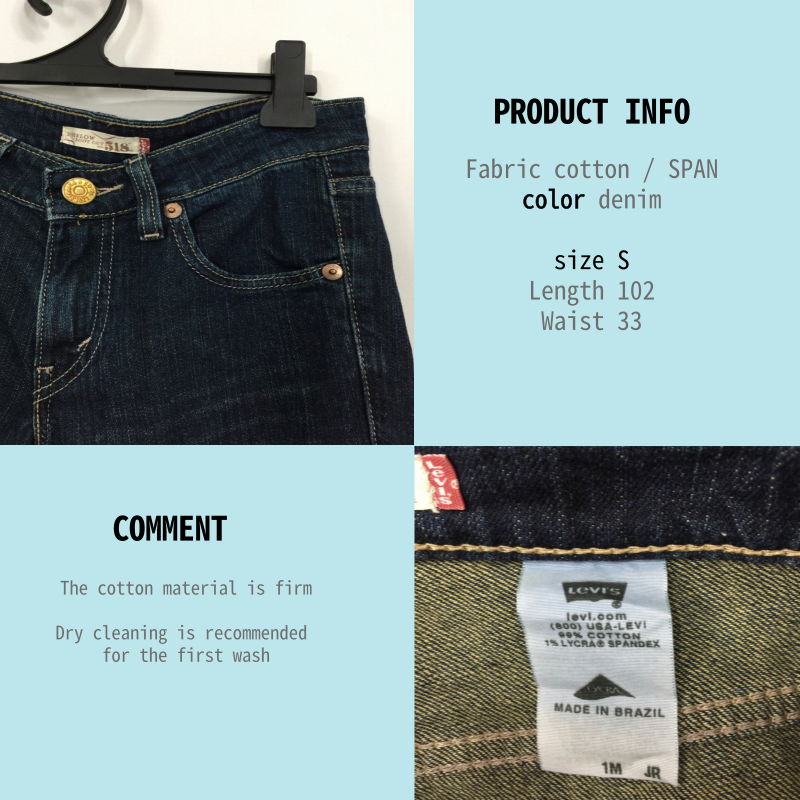 518
PRODUCT INFO
Fabric cotton / SPAN
color denim
size S
Length 102
Waist 33
COMMENT
The cotton material is firm
Dry cleaning is recommended
for the first wash
Levi's
LEVI'S
®
levi.com
(800) USA-LEVI
99% COTTON
1% LYCRA® SPANDEX
LYCRA
MADE IN BRAZIL
1M JR